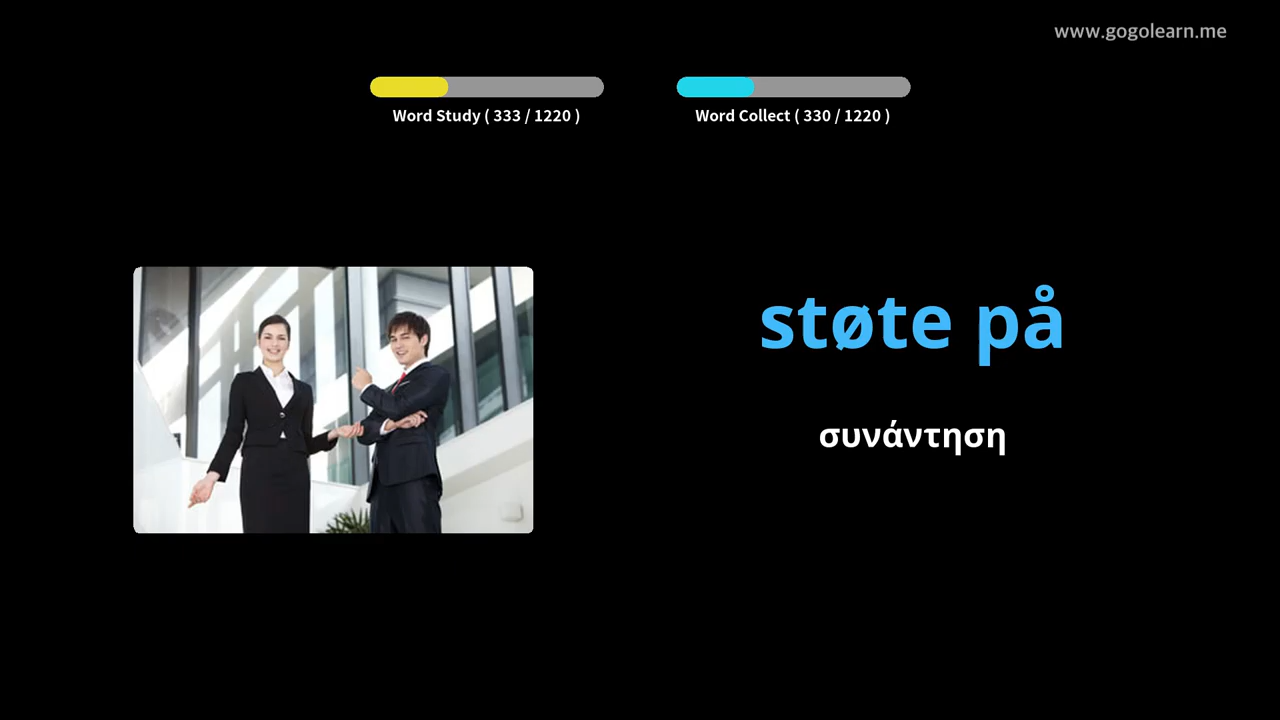 www.gogolearn.me
Word Study ( 333 / 1220 )
Word Collect ( 330 / 1220 )
støte på
συνάντηση